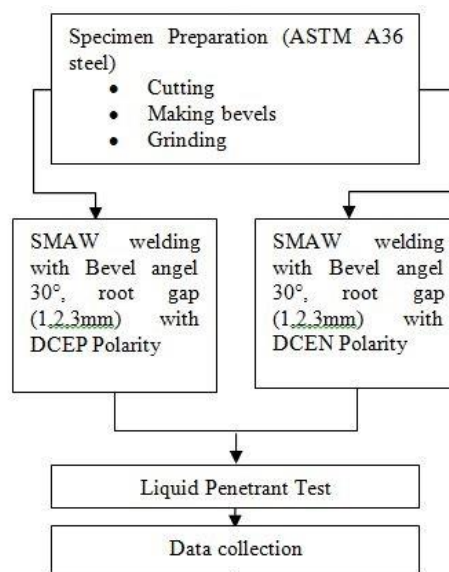 Specimen Preparation (ASTM A36
steel)
• Cutting
• Making bevels
• Grinding
SMAW welding
with Bevel angel
30°, root gap
(1,2,3mm) with
DCEP Polarity
SMAW welding
with Bevel angel
30°, root gap
(1,2,3mm) with
DCEN Polarity
Liquid Penetrant Test
Data collection